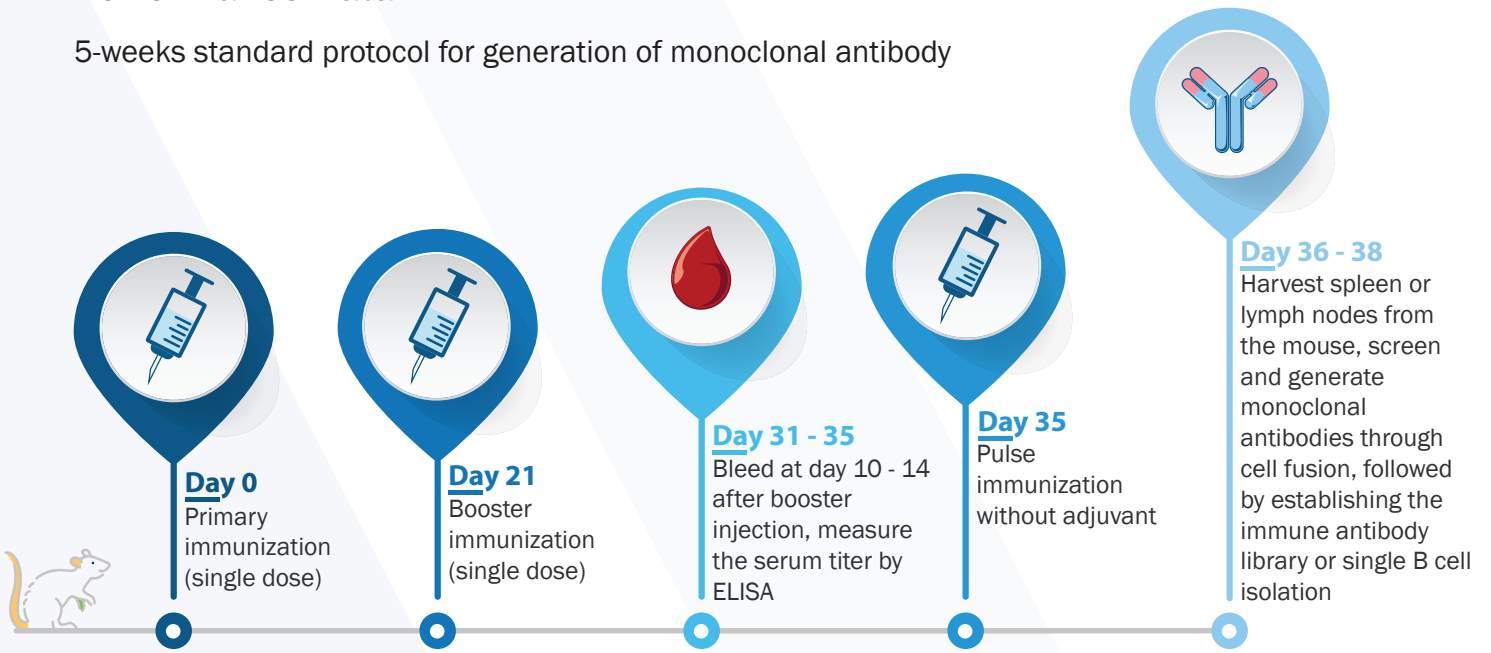 5-weeks standard protocol for generation of monoclonal antibody
Day 0
Primary
immunization
(single dose)
Day 21
Booster
immunization
(single dose)
Day 31 - 35
Bleed at day 10 - 14
after booster
injection, measure
the serum titer by
ELISA
Day 35
Pulse
immunization
without adjuvant
Day 36 - 38
Harvest spleen or
lymph nodes from
the mouse, screen
and generate
monoclonal
antibodies through
cell fusion, followed
by establishing the
immune antibody
library or single B cell
isolation